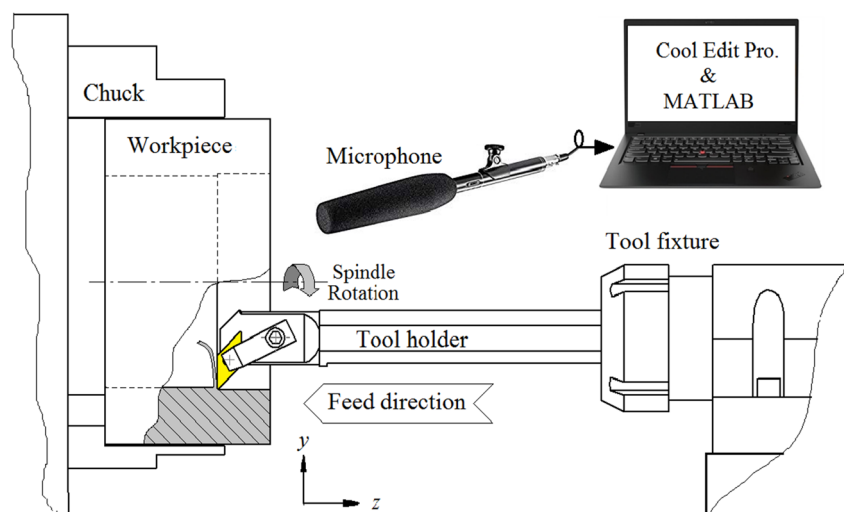 Cool Edit Pro.
&
MATLAB
Chuck
Workpiece
Microphone
Tool fixture
Spindle
Rotation
Tool holder
Feed direction
y
z